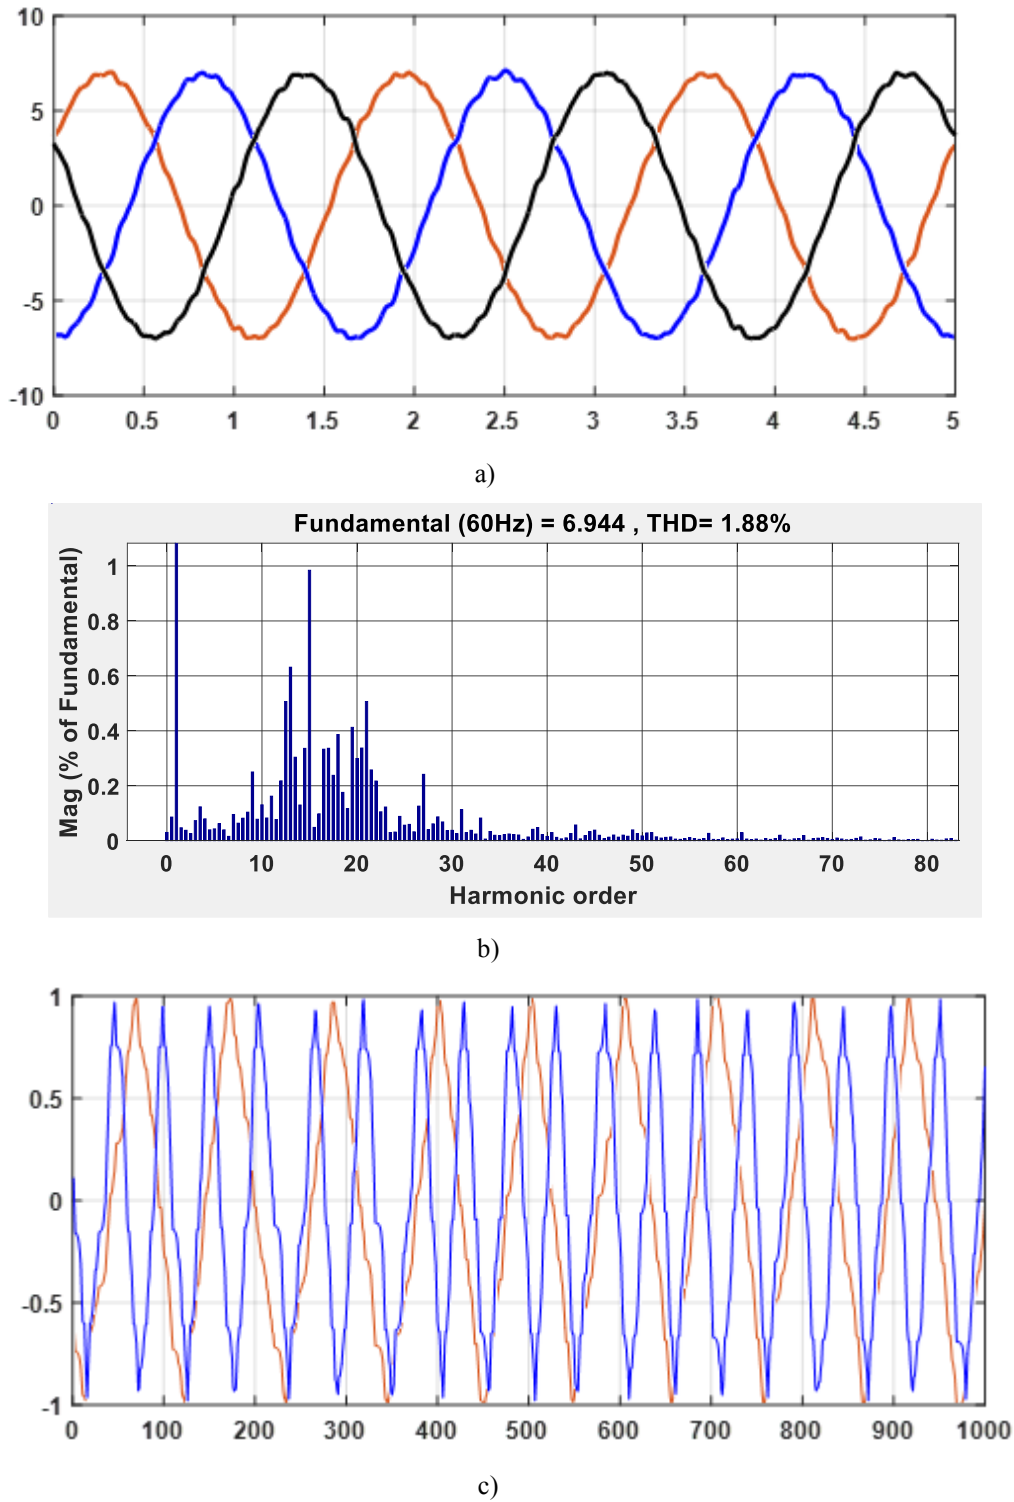 10
5
0
-5
-10
0 0.5 1 1.5 2 2.5 3 3.5 4 4.5 5
a)
Fundamental (60Hz) = 6.944 , THD= 1.88%
Mag (% of Fundamental)
1
0.8
0.6
0.4
0.2
0
0 10 20 30 40 50 60 70 80
Harmonic order
b)
1
0.5
0
-0.5
-1
0 100 200 300 400 500 600 700 800 900 1000
c)